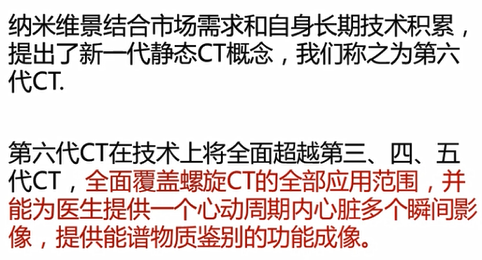 纳米维景结合市场需求和自身长期技术积累，
提出了新一代静态CT概念，我们称之为第六
代CT.
第六代CT在技术上将全面超越第三、四、五
代CT，全面覆盖螺旋CT的全部应用范围，并
能为医生提供一个心动周期内心脏多个瞬间影
像，提供能谱物质鉴别的功能成像。